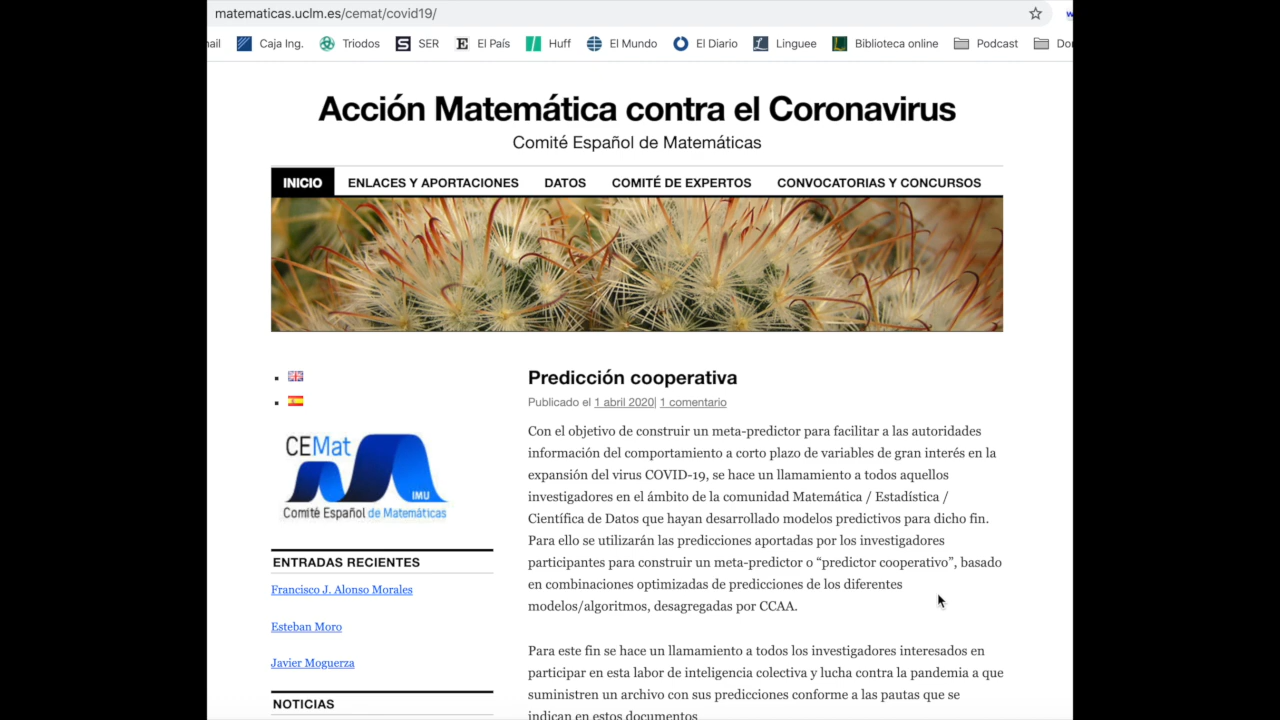 matematicas.uclm.es/cemat/covid19/
ail Caja Ing. Triodos SER El País Huff El Mundo El Diario Linguee Biblioteca online Podcast Do
Acción Matemática contra el Coronavirus
Comité Español de Matemáticas
INICIO ENLACES Y APORTACIONES DATOS COMITÉ DE EXPERTOS CONVOCATORIAS Y CONCURSOS
CEMat
IMU
Comité Español de Matemáticas
ENTRADAS RECIENTES
Francisco J. Alonso Morales
Esteban Moro
Javier Moguerza
NOTICIAS
Predicción cooperativa
Publicado el 1 abril 2020| 1 comentario
Con el objetivo de construir un meta-predictor para facilitar a las autoridades
información del comportamiento a corto plazo de variables de gran interés en la
expansión del virus COVID-19, se hace un llamamiento a todos aquellos
investigadores en el ámbito de la comunidad Matemática / Estadística /
Científica de Datos que hayan desarrollado modelos predictivos para dicho fin.
Para ello se utilizarán las predicciones aportadas por los investigadores
participantes para construir un meta-predictor o “predictor cooperativo”, basado
en combinaciones optimizadas de predicciones de los diferentes
modelos/algoritmos, desagregadas por CCAA.
Para este fin se hace un llamamiento a todos los investigadores interesados en
participar en esta labor de inteligencia colectiva y lucha contra la pandemia a que
suministren un archivo con sus predicciones conforme a las pautas que se
indican en estos documentos